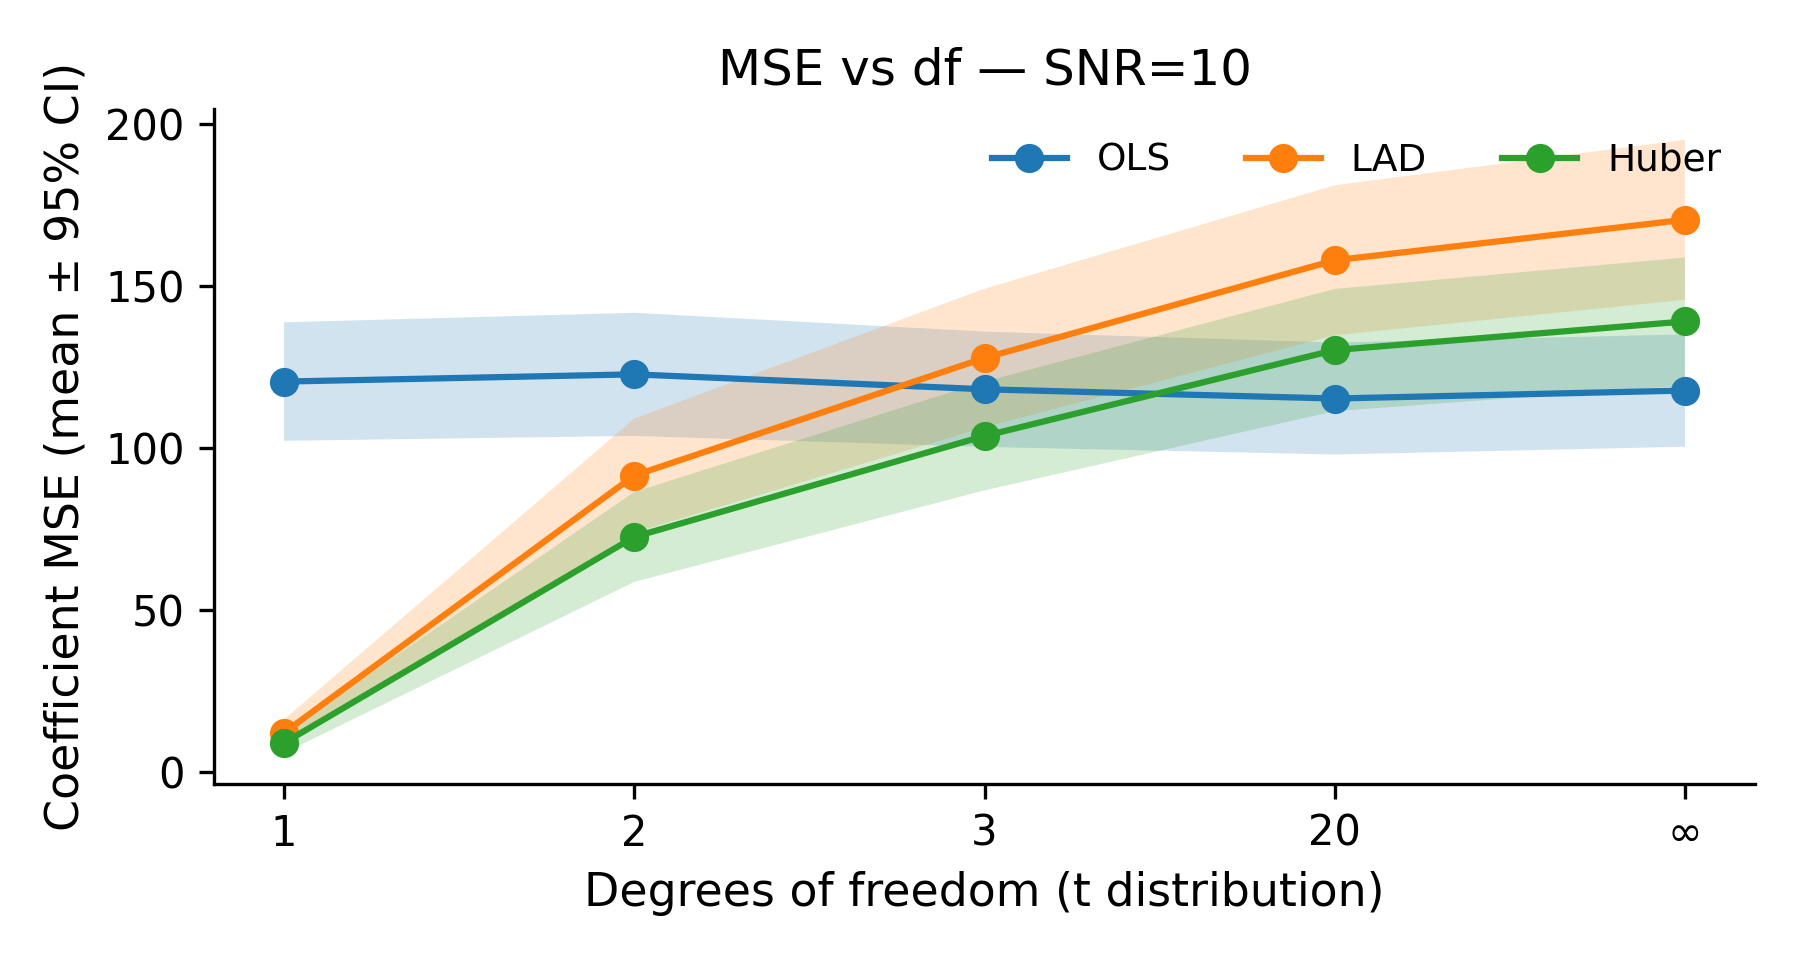 MSE vs df — SNR=10
Coefficient MSE (mean ± 95% CI)
200
150
100
50
0
OLS LAD Huber
1 2 3 20 ∞
Degrees of freedom (t distribution)